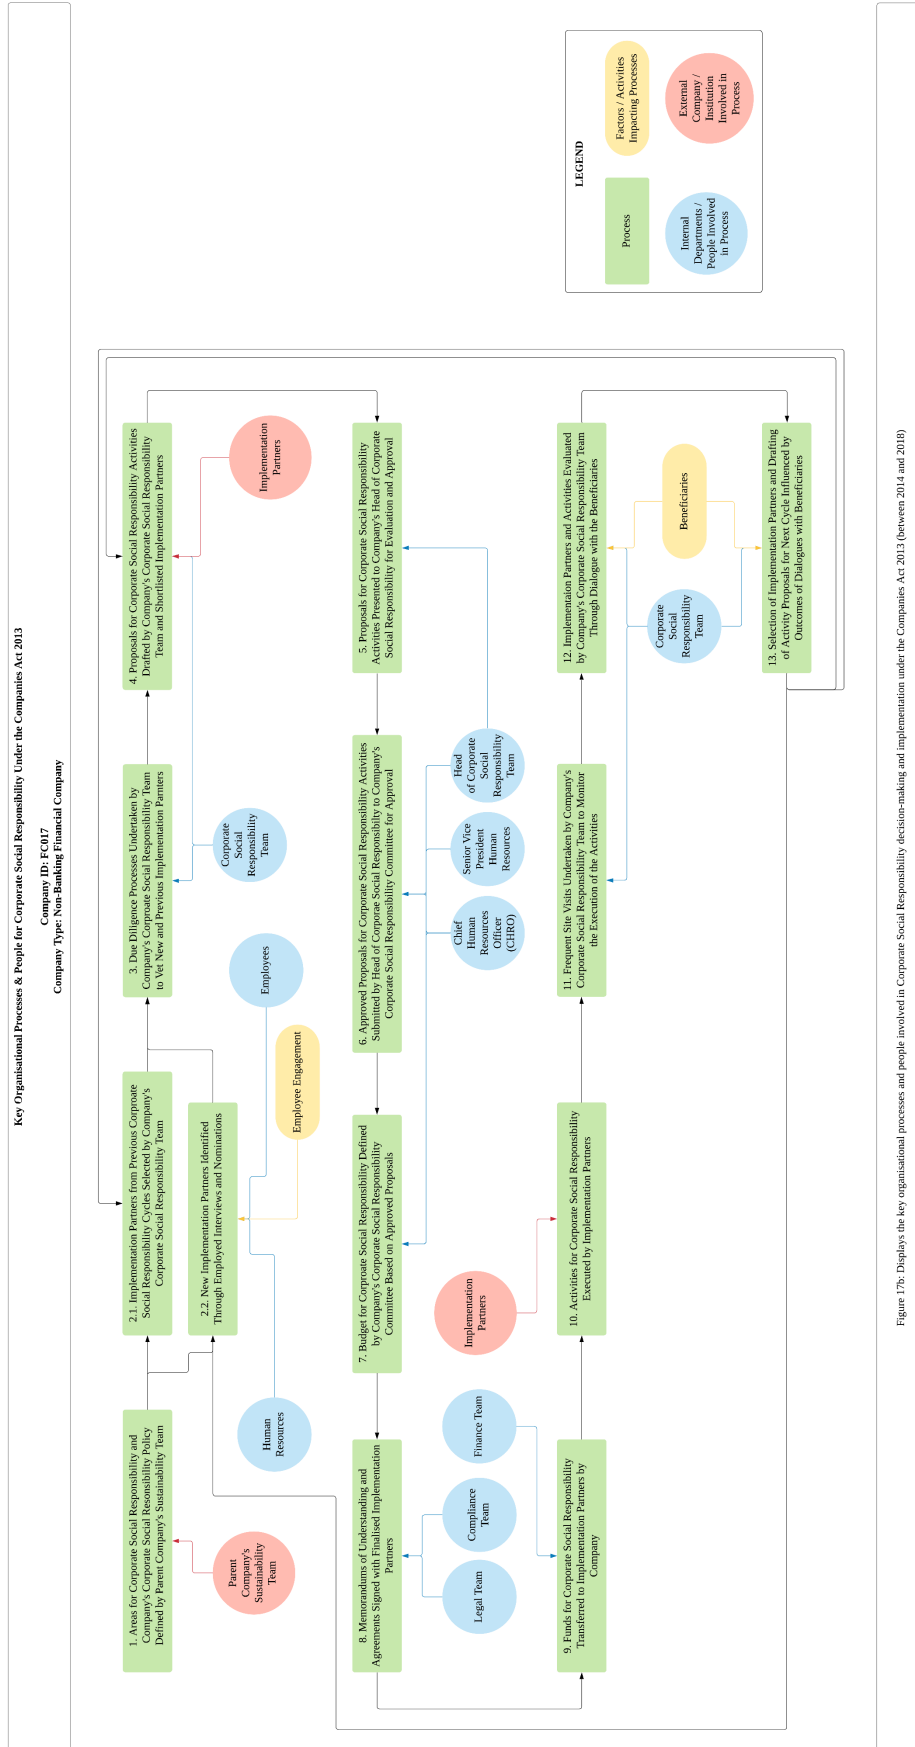 Key Organisational Processes & People for Corporate Social Responsibility Under the Companies Act 2013
Company ID: FC017
Company Type: Non-Banking Financial Company
1. Areas for Corporate Social Responsibility and
Company's Corporate Social Resonsibility Policy
Defined by Parent Company's Sustainability Team
2.1. Implementation Partners from Previous Corproate
Social Responsibility Cycles Selected by Company's
Corporate Social Responsibility Team
2.2. New Implementation Partners Identified
Through Employed Interviews and Nominations
3. Due Diligence Processes Undertaken by
Company's Corproate Social Responsibility Team
to Vet New and Previous Implementation Parnters
4. Proposals for Corporate Social Responsibility Activities
Drafted by Company's Corporate Social Responsibility
Team and Shortlisted Implementation Partners
Parent
Company's
Sustainability
Team
Human
Resources
Employee Engagement
Employees
Corporate
Social
Responsibility
Team
Implementation
Partners
8. Memorandums of Understanding and
Agreements Signed with Finalised Implementation
Partners
7. Budget for Corproate Social Responsibility Defined
by Company's Corporate Social Responsibility
Committee Based on Approved Proposals
6. Approved Proposals for Corporate Social Responsibility Activities
Submitted by Head of Corporae Social Responsibility to Company's
Corporate Social Responsibility Committee for Approval
5. Proposals for Corporate Social Responsibility
Activities Presented to Company's Head of Corporate
Social Responsibility for Evaluation and Approval
Legal Team
Compliance
Team
Finance Team
Implementation
Partners
Chief
Human
Resources
Officer
(CHRO)
Senior Vice
President
Human
Resources
Head
of Corporate
Social
Responsibility
Team
9. Funds for Corporate Social Responsibility
Transferred to Implementation Partners by
Company
10. Activities for Corporate Social Responsibility
Executed by Implementation Partners
11. Frequent Site Visits Undertaken by Company's
Corporate Social Responsibility Team to Monitor
the Execution of the Activities
12. Implementaion Partners and Activities Evaluated
by Company's Corporate Social Responsibility Team
Through Dialogue with the Beneficiaries
Corporate
Social
Responsibility
Team
Beneficiaries
13. Selection of Implementation Partners and Drafting
of Activity Proposals for Next Cycle Influenced by
Outcomes of Dialogues with Beneficiaries
LEGEND
Process
Factors / Activities
Impacting Processes
Internal
Departments /
People Involved
in Process
External
Company /
Institution
Involved in
Process
Figure 17b: Displays the key organisational processes and people involved in Corporate Social Responsibility decision-making and implementation under the Companies Act 2013 (between 2014 and 2018)